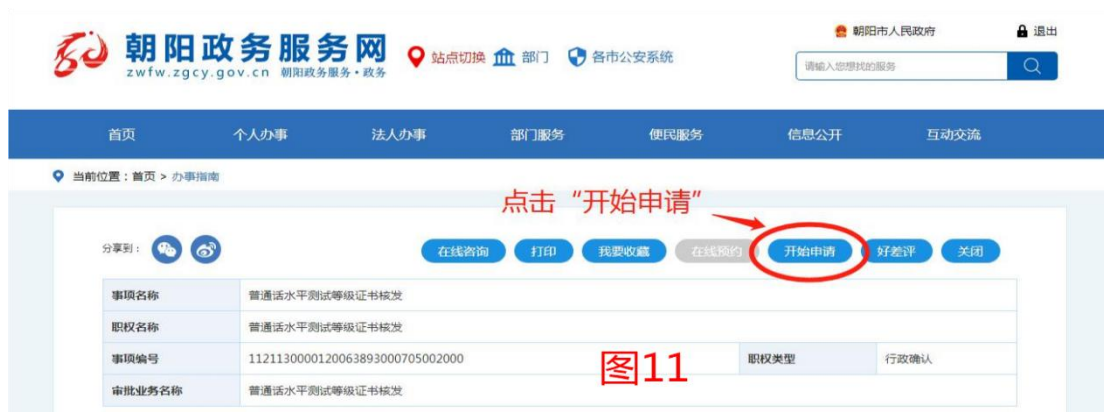 朝阳市人民政府 退出
朝阳政务服务网 站点切换 部门 各市公安系统
zwfw.zgcy.gov.cn 朝阳政务服务·政务
请输入您想找的服务
首页 个人办事 法人办事 部门服务 便民服务 信息公开 互动交流
当前位置：首页 > 办事指南
点击“开始申请”
分享到： 在线咨询 打印 我要收藏 在线预约 开始申请 好差评 关闭
事项名称 普通话水平测试等级证书核发
职权名称 普通话水平测试等级证书核发
事项编号 11211300001200638930007050020​00 职权类型 行政确认
图11
审批业务名称 普通话水平测试等级证书核发